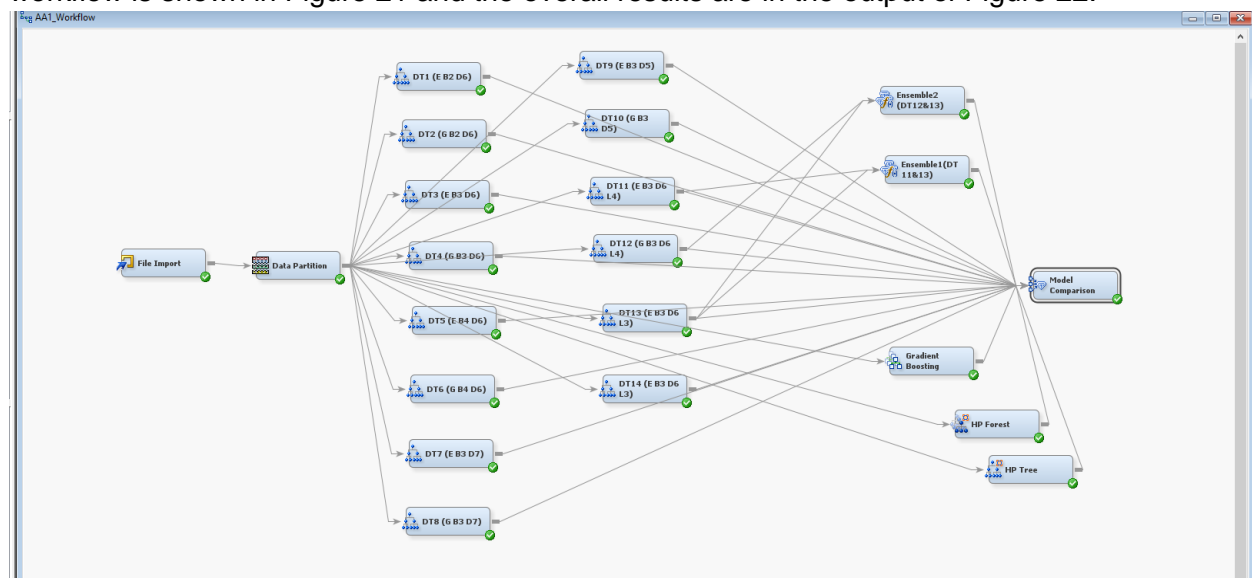 workflow is shown in Figure 21 and the overall results are in the output of Figure 22.
AA1_Workflow
DT1 (E B2 D6)
DT2 (G B2 D6)
DT3 (E B3 D6)
DT4 (G B3 D6)
DT5 (E B4 D6)
DT6 (G B4 D6)
DT7 (E B3 D7)
DT8 (G B3 D7)
File Import
Data Partition
DT9 (E B3 D5)
DT10 (G B3
D5)
DT11 (E B3 D6
L4)
DT12 (G B3 D6
L4)
DT13 (E B3 D6
L3)
DT14 (E B3 D6
L3)
Ensemble2
(DT12&13)
Ensemble1(DT
11&13)
Gradient
Boosting
HP Forest
HP Tree
Model
Comparison